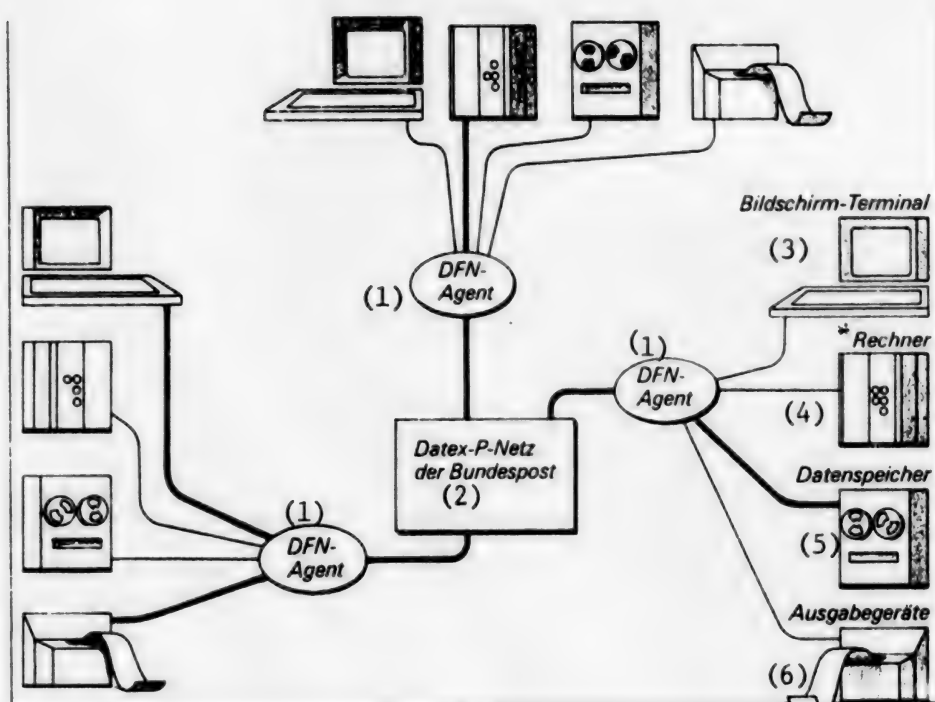 Bildschirm-Terminal
(3)
DFN-
Agent
(1)
* Rechner
(1)
DFN-
Agent
(4)
Datex-P-Netz
der Bundespost
(2)
Datenspeicher
(5)
(1)
DFN-
Agent
Ausgabegeräte
(6)